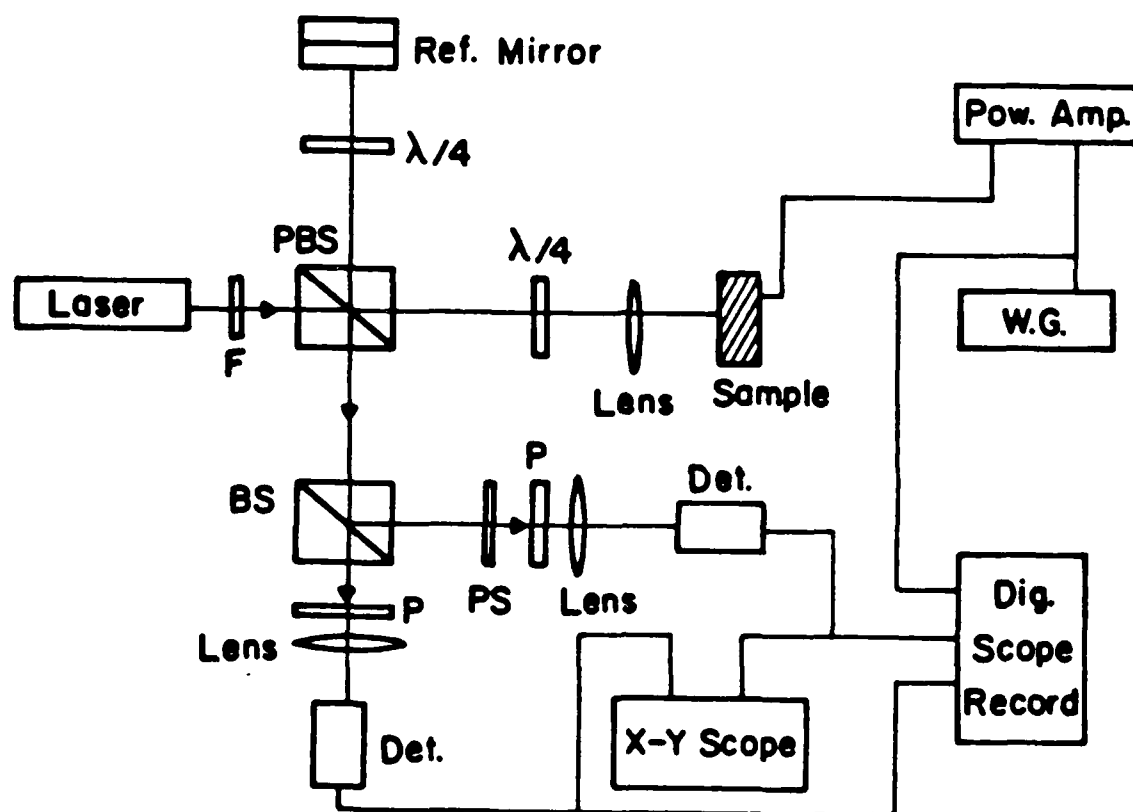 Ref. Mirror
λ/4
Pow. Amp.
PBS
λ/4
Laser
F
Lens
Sample
W.G.
BS
P
Det.
PS
Lens
P
Lens
Det.
X-Y Scope
Dig.
Scope
Record